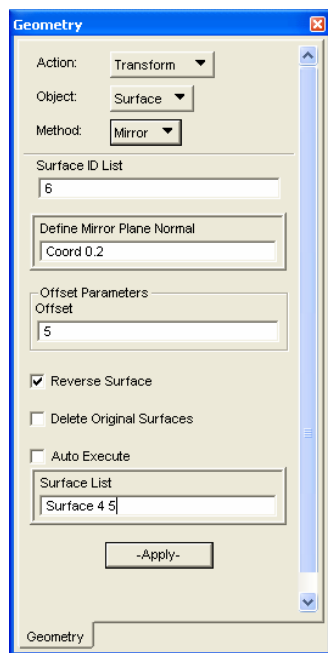 Geometry
Action: Transform
Object: Surface
Method: Mirror
Surface ID List
6
Define Mirror Plane Normal
Coord 0.2
Offset Parameters
Offset
5
Reverse Surface
Delete Original Surfaces
Auto Execute
Surface List
Surface 4 5
-Apply-
Geometry